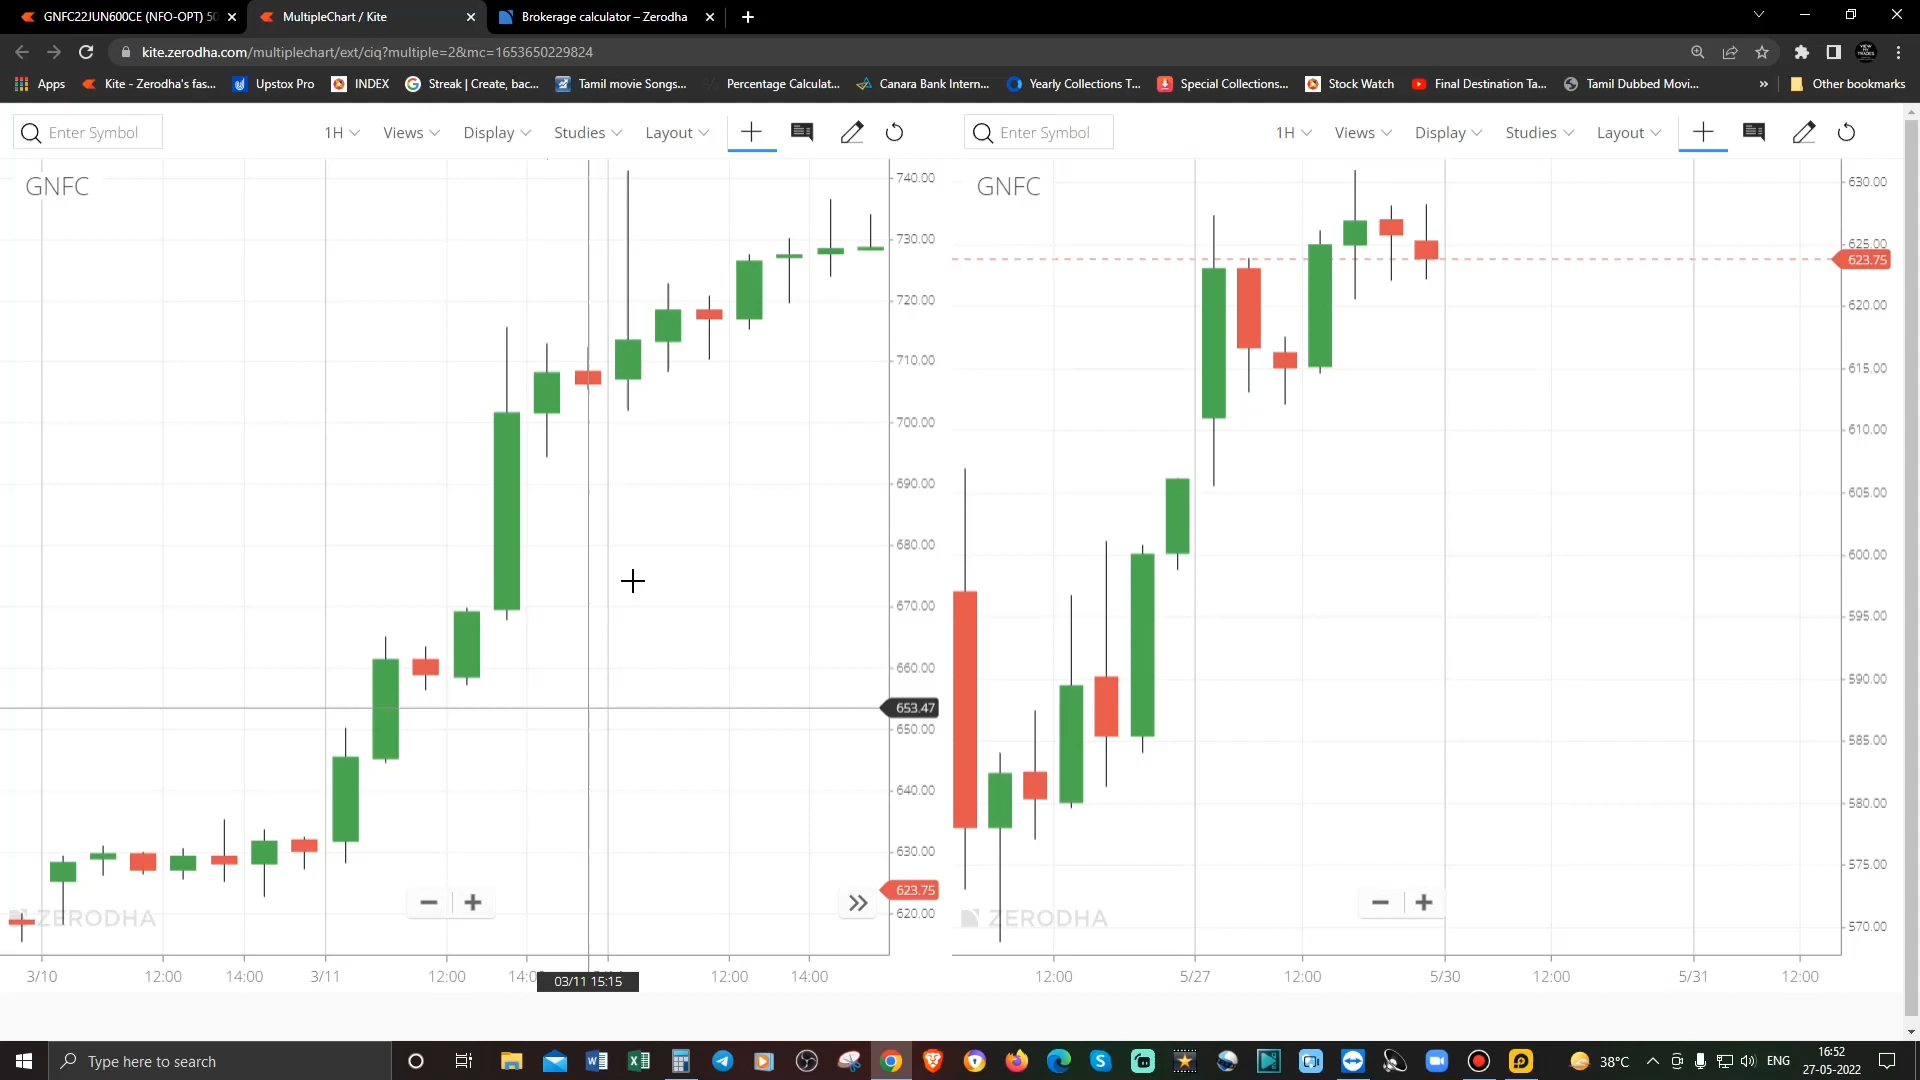 GNFC22JUN600CE (NFO-OPT) 50
MultipleChart / Kite
Brokerage calculator – Zerodha
kite.zerodha.com/multiplechart/ext/ciq?multiple=2&mc=1653650229824
Apps
Kite - Zerodha's fas...
Upstox Pro
INDEX
Streak | Create, bac...
Tamil movie Songs...
Percentage Calculat...
Canara Bank Intern...
Yearly Collections T...
Special Collections...
Stock Watch
Final Destination Ta...
Tamil Dubbed Movi...
Other bookmarks
Enter Symbol
1H
Views
Display
Studies
Layout
Enter Symbol
1H
Views
Display
Studies
Layout
GNFC
740.00
730.00
720.00
710.00
700.00
690.00
680.00
670.00
660.00
653.47
650.00
640.00
630.00
623.75
620.00
ZERODHA
3/10
12:00
14:00
3/11
12:00
14:0
03/11 15:15
12:00
14:00
GNFC
630.00
625.00
623.75
620.00
615.00
610.00
605.00
600.00
595.00
590.00
585.00
580.00
575.00
570.00
ZERODHA
12:00
5/27
12:00
5/30
12:00
5/31
12:00
Type here to search
38°C
ENG
16:52
27-05-2022